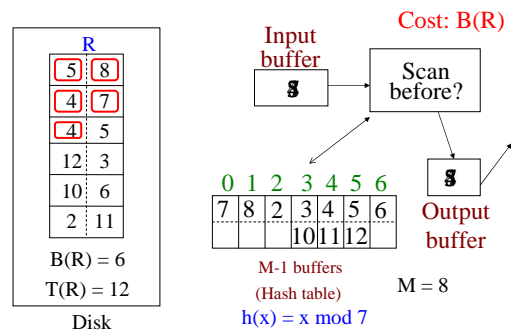 Cost: B(R)
R
5 8
4 7
4 5
12 3
10 6
2 11
B(R) = 6
T(R) = 12
Disk
Input
buffer
Scan
before?
0 1 2 3 4 5 6
7 8 2 3 4 5 6
10 11 12
Output
buffer
M-1 buffers
(Hash table)
h(x) = x mod 7
M = 8